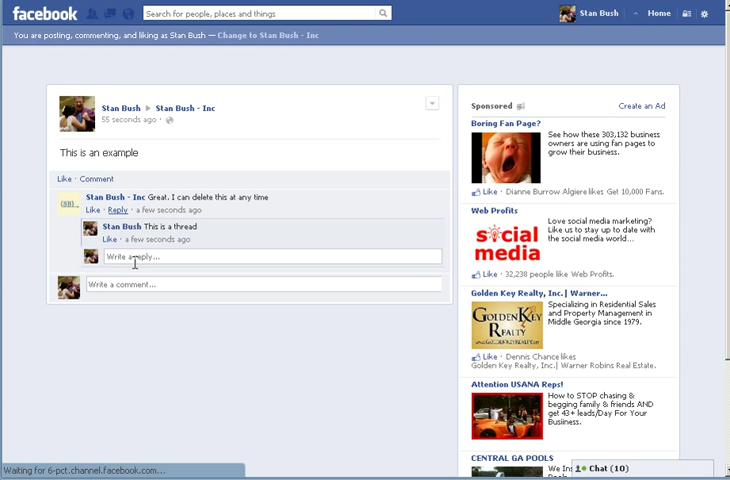 facebook
Search for people, places and things
Stan Bush
Home
You are posting, commenting, and liking as Stan Bush — Change to Stan Bush - Inc
Stan Bush ▶ Stan Bush - Inc
55 seconds ago ·
This is an example
Like · Comment
{SB}
Stan Bush - Inc Great, I can delete this at any time
Like · Reply · a few seconds ago
Stan Bush This is a thread
Like · a few seconds ago
Write a reply...
Write a comment...
Sponsored
Create an Ad
Boring Fan Page?
See how these 303,132 business
owners are using fan pages to
grow their business.
Like · Dianne Burrow Algiere likes Get 10,000 Fans.
Web Profits
social
media
Love social media marketing?
Like us to stay up to date with
the social media world...
Like · 32,238 people like Web Profits.
Golden Key Realty, Inc.| Warner...
GOLDEN KEY
REALTY
Specializing in Residential Sales
and Property Management in
Middle Georgia since 1979.
Like · Dennis Chance likes
Golden Key Realty, Inc.| Warner Robins Real Estate.
Attention USANA Reps!
How to STOP chasing &
begging family & friends AND
get 43+ leads/Day For Your
Busiiness.
CENTRAL GA POOLS
We Ins
Chat (10)
Waiting for 6-pct.channel.facebook.com...